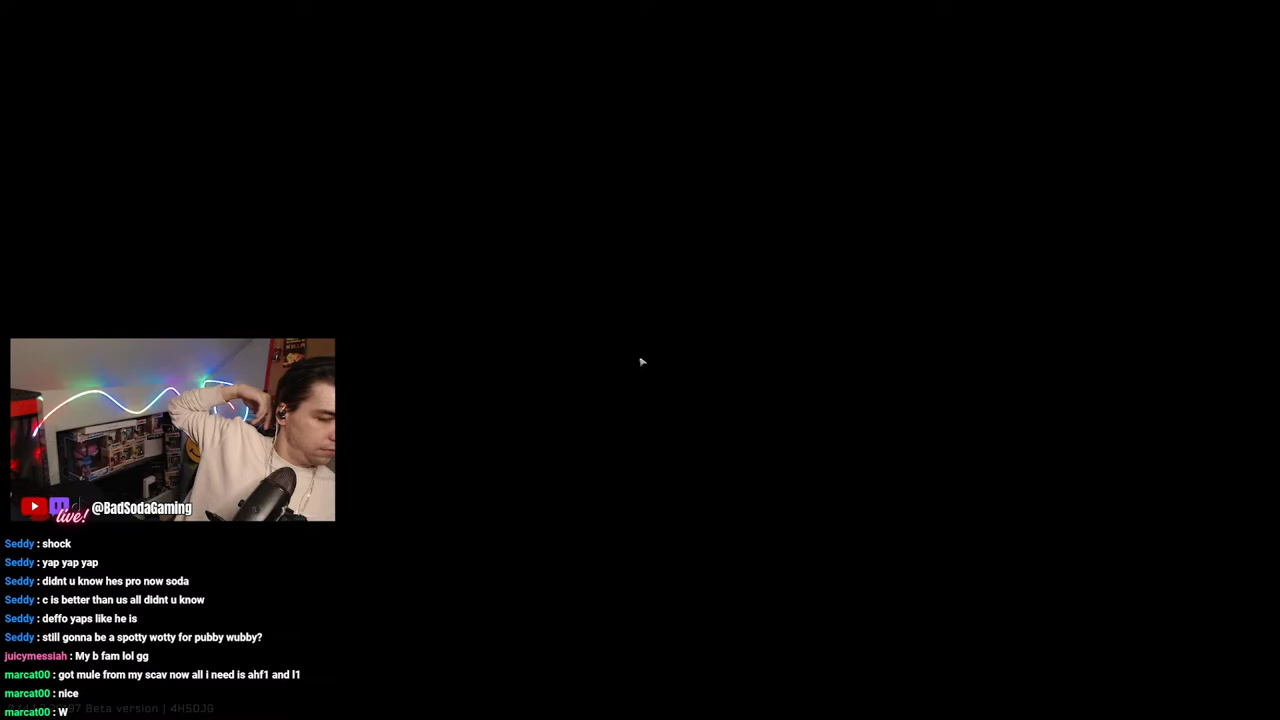 live!
@BadSodaGaming
Seddy : shock
Seddy : yap yap yap
Seddy : didnt u know hes pro now soda
Seddy : c is better than us all didnt u know
Seddy : deffo yaps like he is
Seddy : still gonna be a spotty wotty for pubby wubby?
juicymessiah : My b fam lol gg
marcat00 : got mule from my scav now all i need is ahf1 and l1
marcat00 : nice
Beta version | 4HSDJG
marcat00 : W